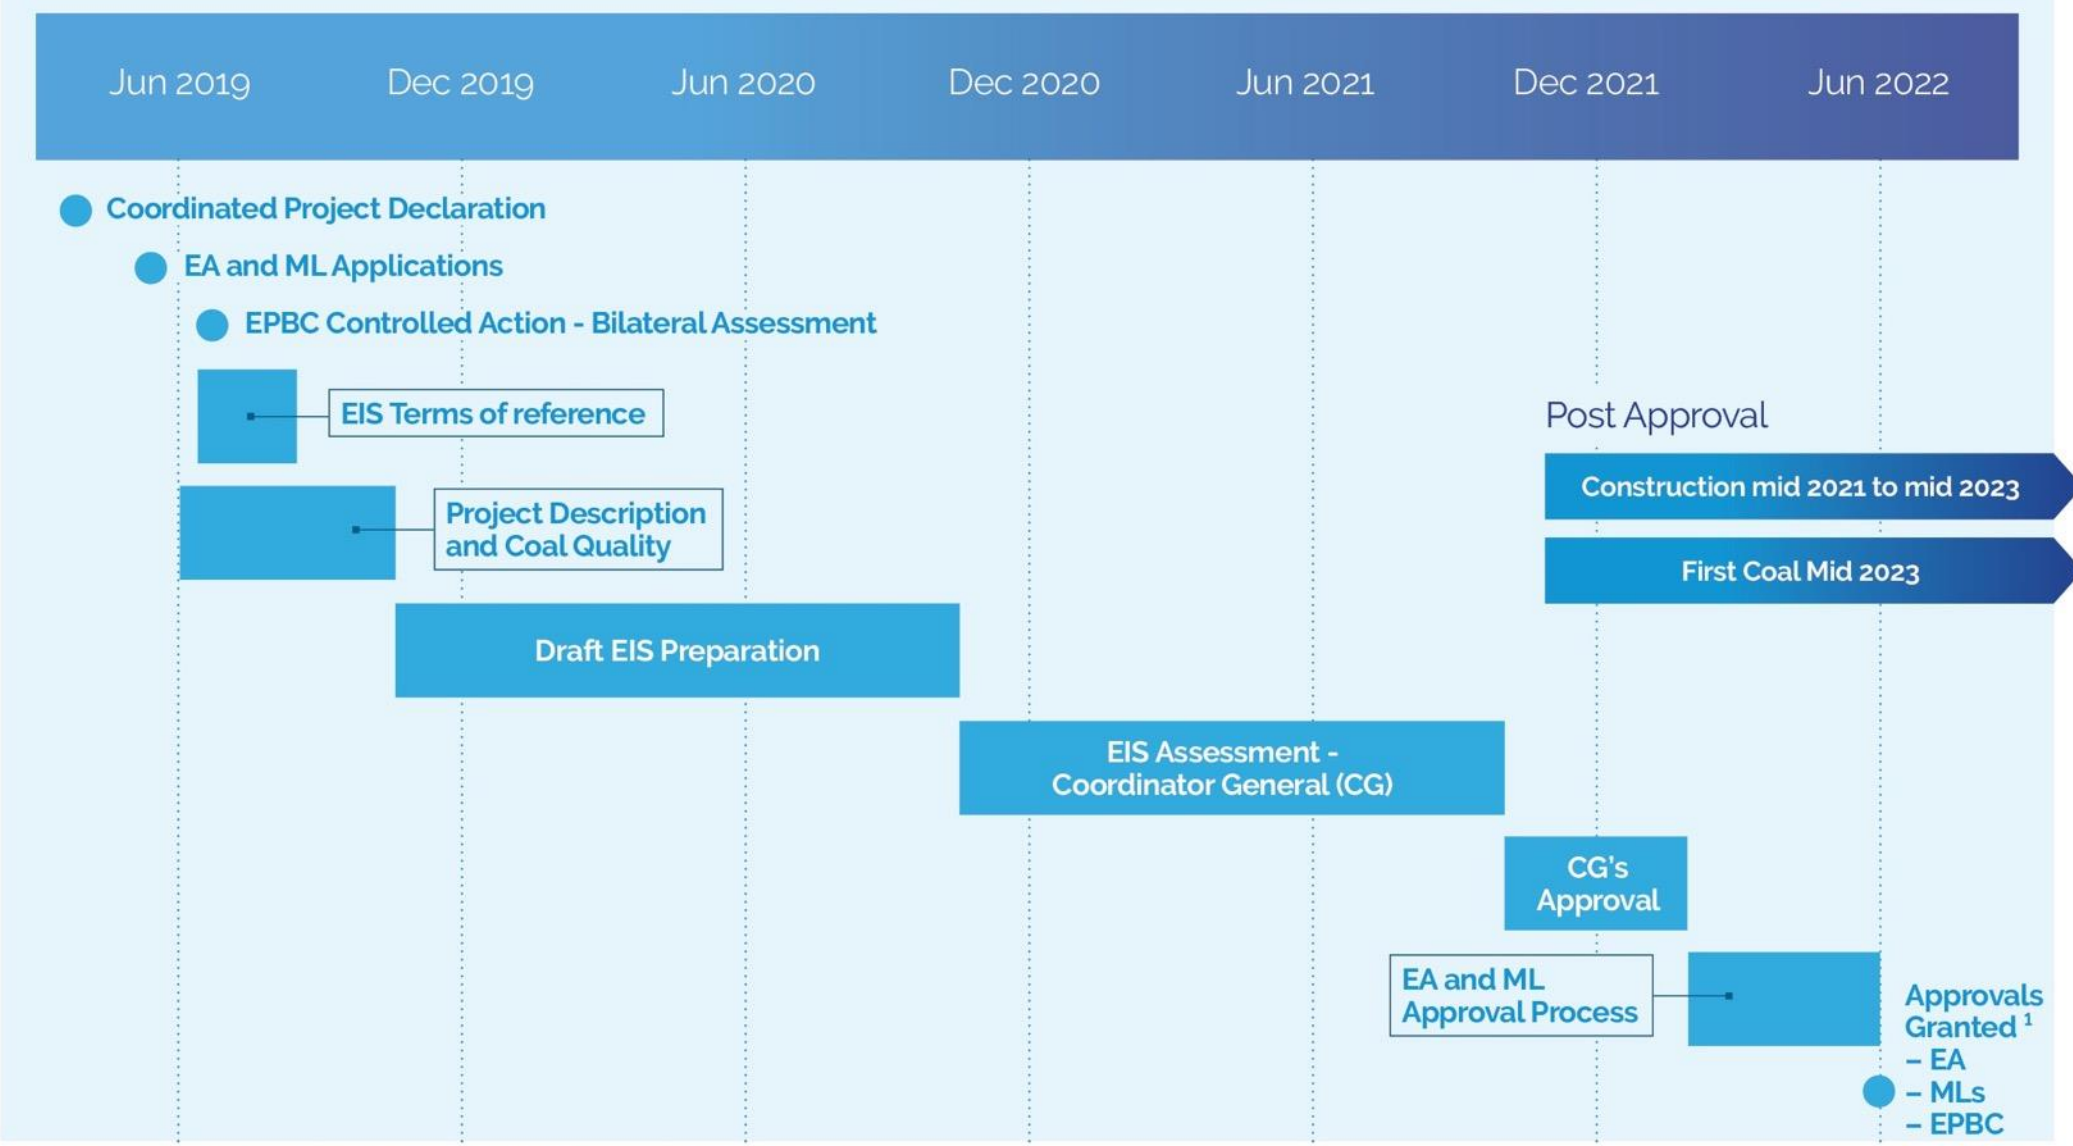 Jun 2019 Dec 2019 Jun 2020 Dec 2020 Jun 2021 Dec 2021 Jun 2022
Coordinated Project Declaration
EA and ML Applications
EPBC Controlled Action - Bilateral Assessment
EIS Terms of reference
Post Approval
Construction mid 2021 to mid 2023
Project Description
and Coal Quality
First Coal Mid 2023
Draft EIS Preparation
EIS Assessment -
Coordinator General (CG)
CG's
Approval
EA and ML
Approval Process
Approvals
Granted ¹
– EA
– MLs
– EPBC